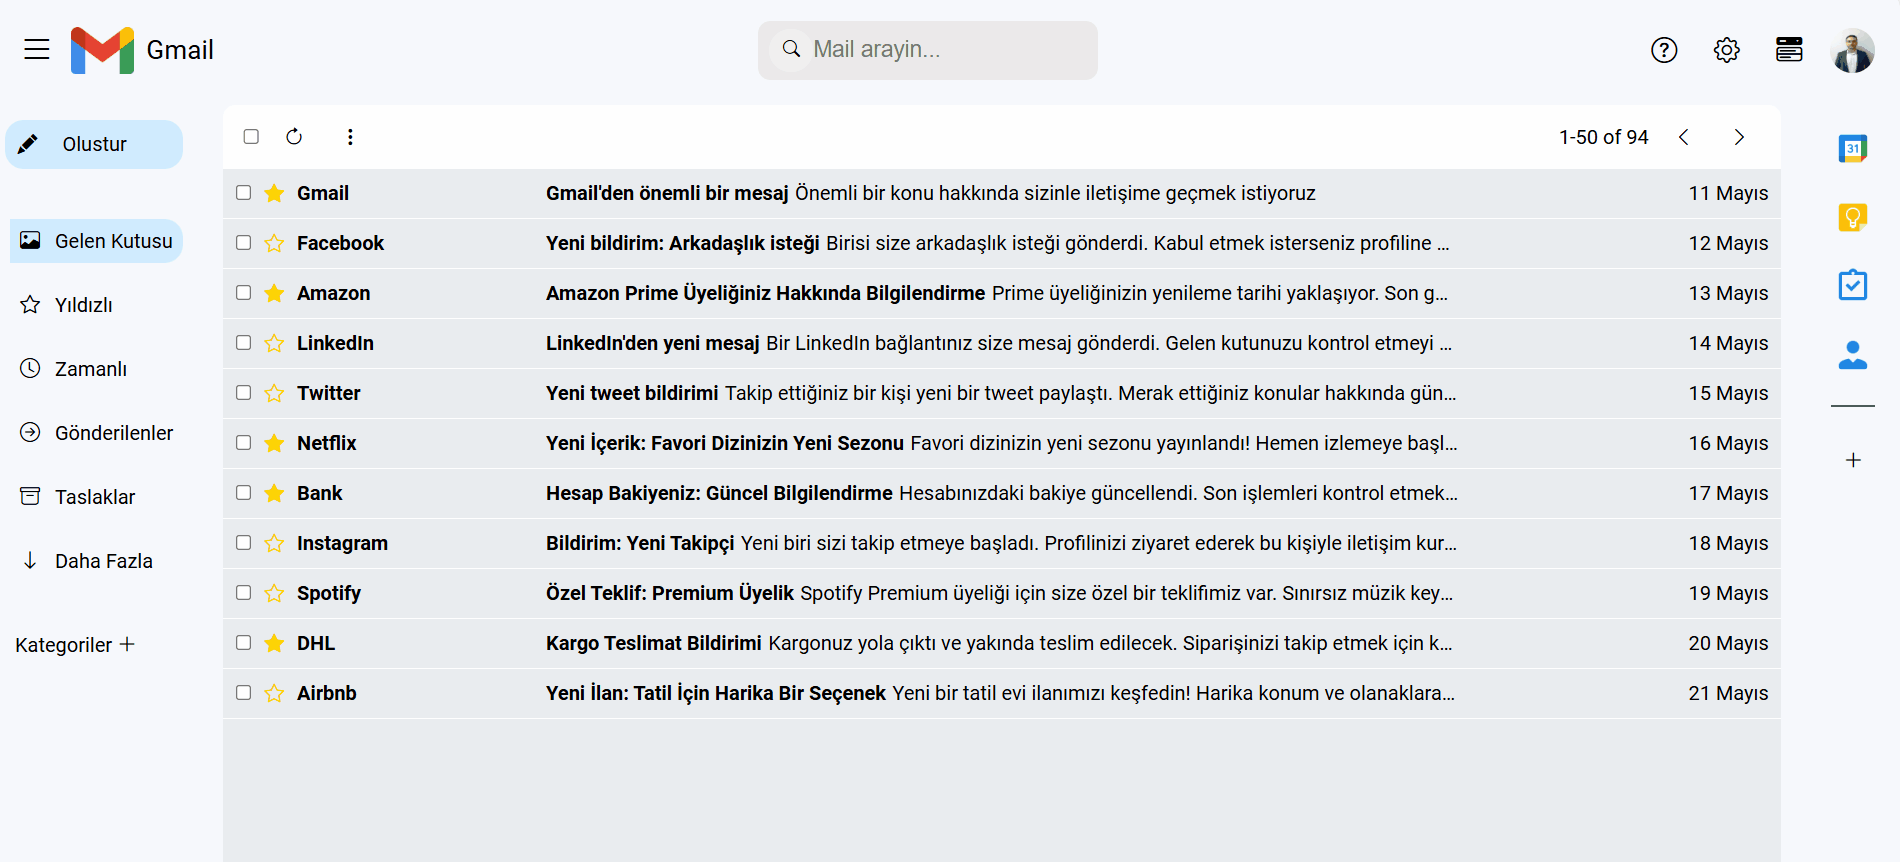 Gmail
Mail arayin...
Olustur
1-50 of 94
31
Gelen Kutusu
Yıldızlı
Zamanlı
Gönderilenler
Taslaklar
Daha Fazla
Kategoriler +
Gmail Gmail'den önemli bir mesaj Önemli bir konu hakkında sizinle iletişime geçmek istiyoruz 11 Mayıs
Facebook Yeni bildirim: Arkadaşlık isteği Birisi size arkadaşlık isteği gönderdi. Kabul etmek isterseniz profiline ... 12 Mayıs
Amazon Amazon Prime Üyeliğiniz Hakkında Bilgilendirme Prime üyeliğinizin yenileme tarihi yaklaşıyor. Son g... 13 Mayıs
LinkedIn LinkedIn'den yeni mesaj Bir LinkedIn bağlantınız size mesaj gönderdi. Gelen kutunuzu kontrol etmeyi ... 14 Mayıs
Twitter Yeni tweet bildirimi Takip ettiğiniz bir kişi yeni bir tweet paylaştı. Merak ettiğiniz konular hakkında gün... 15 Mayıs
Netflix Yeni İçerik: Favori Dizinizin Yeni Sezonu Favori dizinizin yeni sezonu yayınlandı! Hemen izlemeye başl... 16 Mayıs
Bank Hesap Bakiyeniz: Güncel Bilgilendirme Hesabınızdaki bakiye güncellendi. Son işlemleri kontrol etmek... 17 Mayıs
Instagram Bildirim: Yeni Takipçi Yeni biri sizi takip etmeye başladı. Profilinizi ziyaret ederek bu kişiyle iletişim kur... 18 Mayıs
Spotify Özel Teklif: Premium Üyelik Spotify Premium üyeliği için size özel bir teklifimiz var. Sınırsız müzik key... 19 Mayıs
DHL Kargo Teslimat Bildirimi Kargonuz yola çıktı ve yakında teslim edilecek. Siparişinizi takip etmek için k... 20 Mayıs
Airbnb Yeni İlan: Tatil İçin Harika Bir Seçenek Yeni bir tatil evi ilanımızı keşfedin! Harika konum ve olanaklara... 21 Mayıs